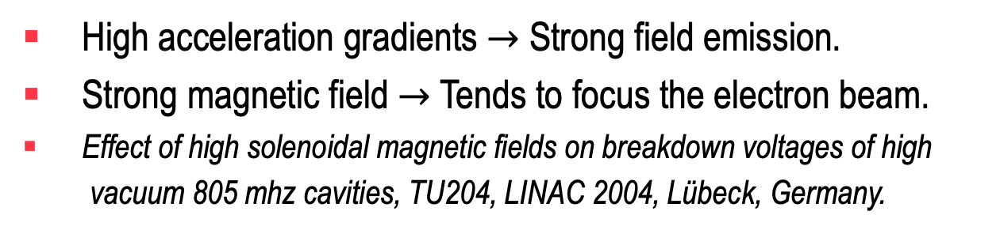 High acceleration gradients → Strong field emission.
Strong magnetic field → Tends to focus the electron beam.
Effect of high solenoidal magnetic fields on breakdown voltages of high
vacuum 805 mhz cavities, TU204, LINAC 2004, Lübeck, Germany.